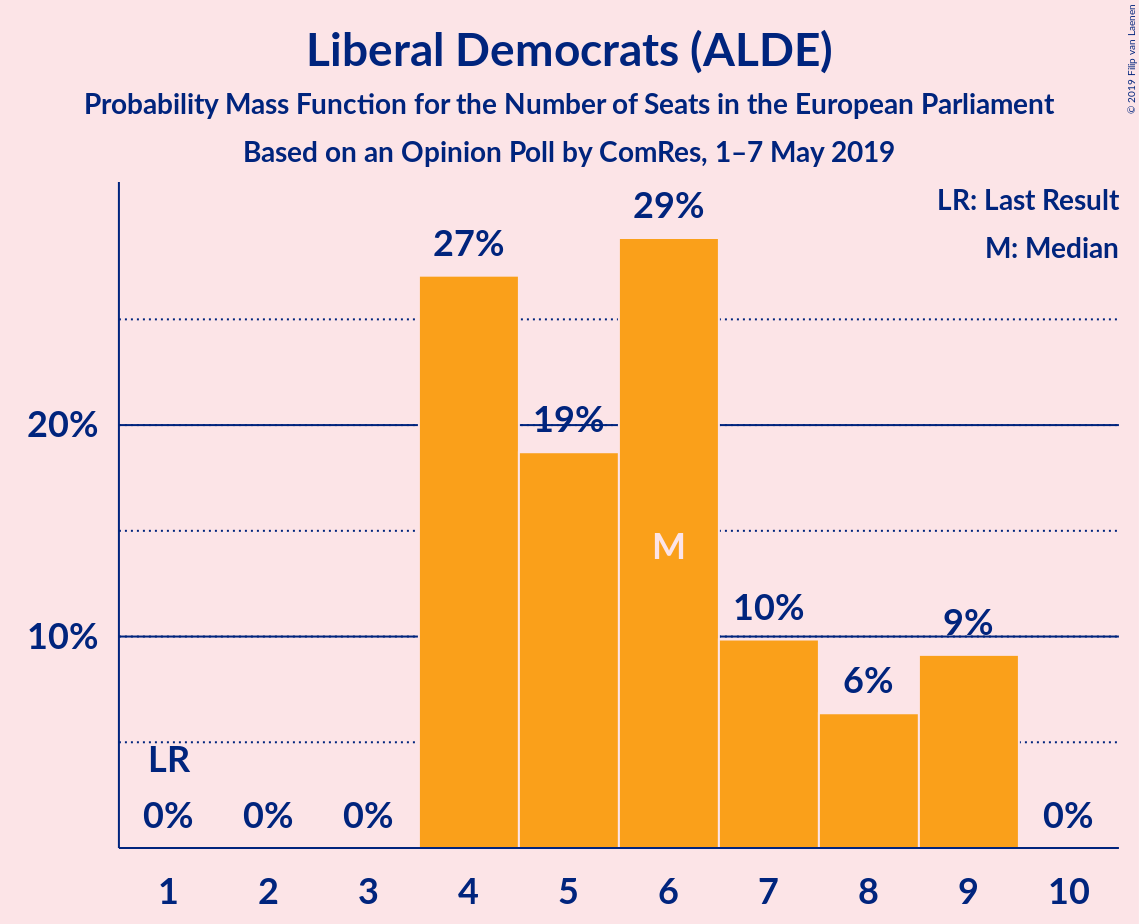 Liberal Democrats (ALDE)
Probability Mass Function for the Number of Seats in the European Parliament
Based on an Opinion Poll by ComRes, 1–7 May 2019
© 2019 Filip van Laenen
LR: Last Result
M: Median
29%
27%
20%
19%
M
10%
10%
9%
6%
LR
0% 0% 0% 0%
1 2 3 4 5 6 7 8 9 10